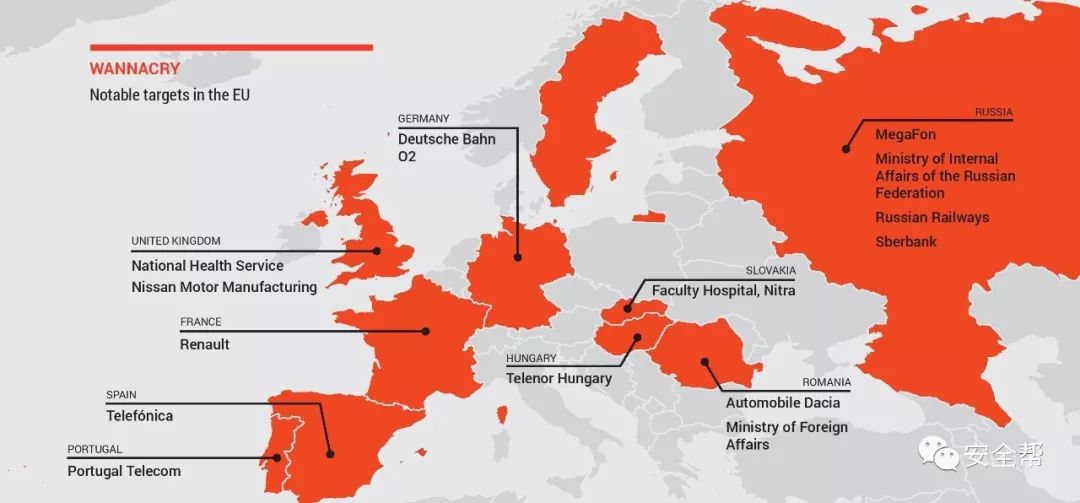 WANNACRY
Notable targets in the EU
GERMANY
Deutsche Bahn
O2
RUSSIA
MegaFon
Ministry of Internal
Affairs of the Russian
Federation
Russian Railways
Sberbank
UNITED KINGDOM
National Health Service
Nissan Motor Manufacturing
SLOVAKIA
Faculty Hospital, Nitra
FRANCE
Renault
HUNGARY
Telenor Hungary
ROMANIA
Automobile Dacia
Ministry of Foreign
Affairs
SPAIN
Telefónica
PORTUGAL
Portugal Telecom
安全帮